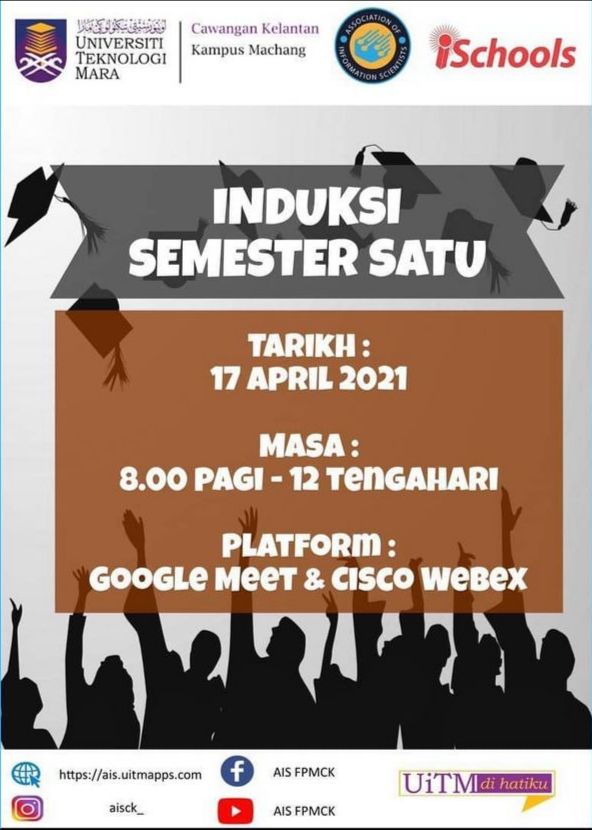 UNIVERSITI
TEKNOLOGI
MARA
Cawangan Kelantan
Kampus Machang
ASSOCIATION OF
INFORMATION SCIENTISTS
iSchools
INDUKSI
SEMESTER SATU
TARIKH :
17 APRIL 2021
MASA :
8.00 PAGI - 12 TENGAHARI
PLATFORM :
GOOGLE MEET & CISCO WEBEX
https://ais.uitmapps.com
AIS FPMCK
aisck_
AIS FPMCK
UiTM di hatiku